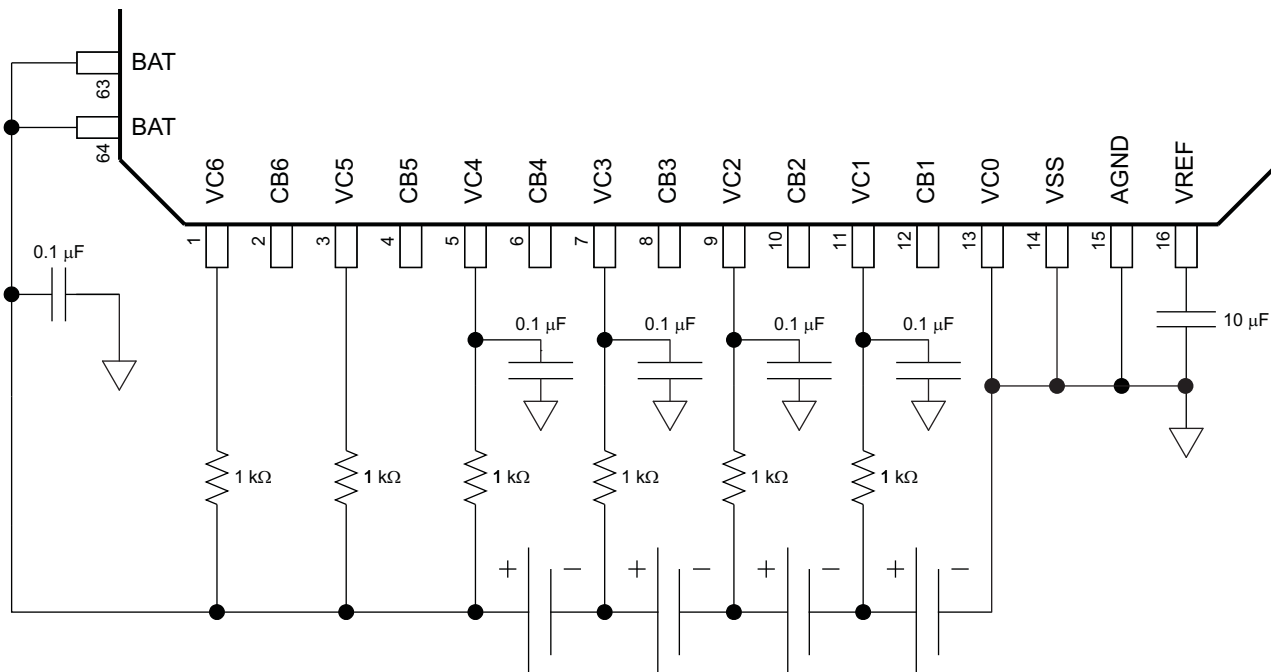 BAT
63
BAT
64
VC6
CB6
VC5
CB5
VC4
CB4
VC3
CB3
VC2
CB2
VC1
CB1
VC0
VSS
AGND
VREF
1
2
3
4
5
6
7
8
9
10
11
12
13
14
15
16
0.1 μF
0.1 μF
0.1 μF
0.1 μF
0.1 μF
10 μF
1 kΩ
1 kΩ
1 kΩ
1 kΩ
1 kΩ
1 kΩ
+ −
+ −
+ −
+ −